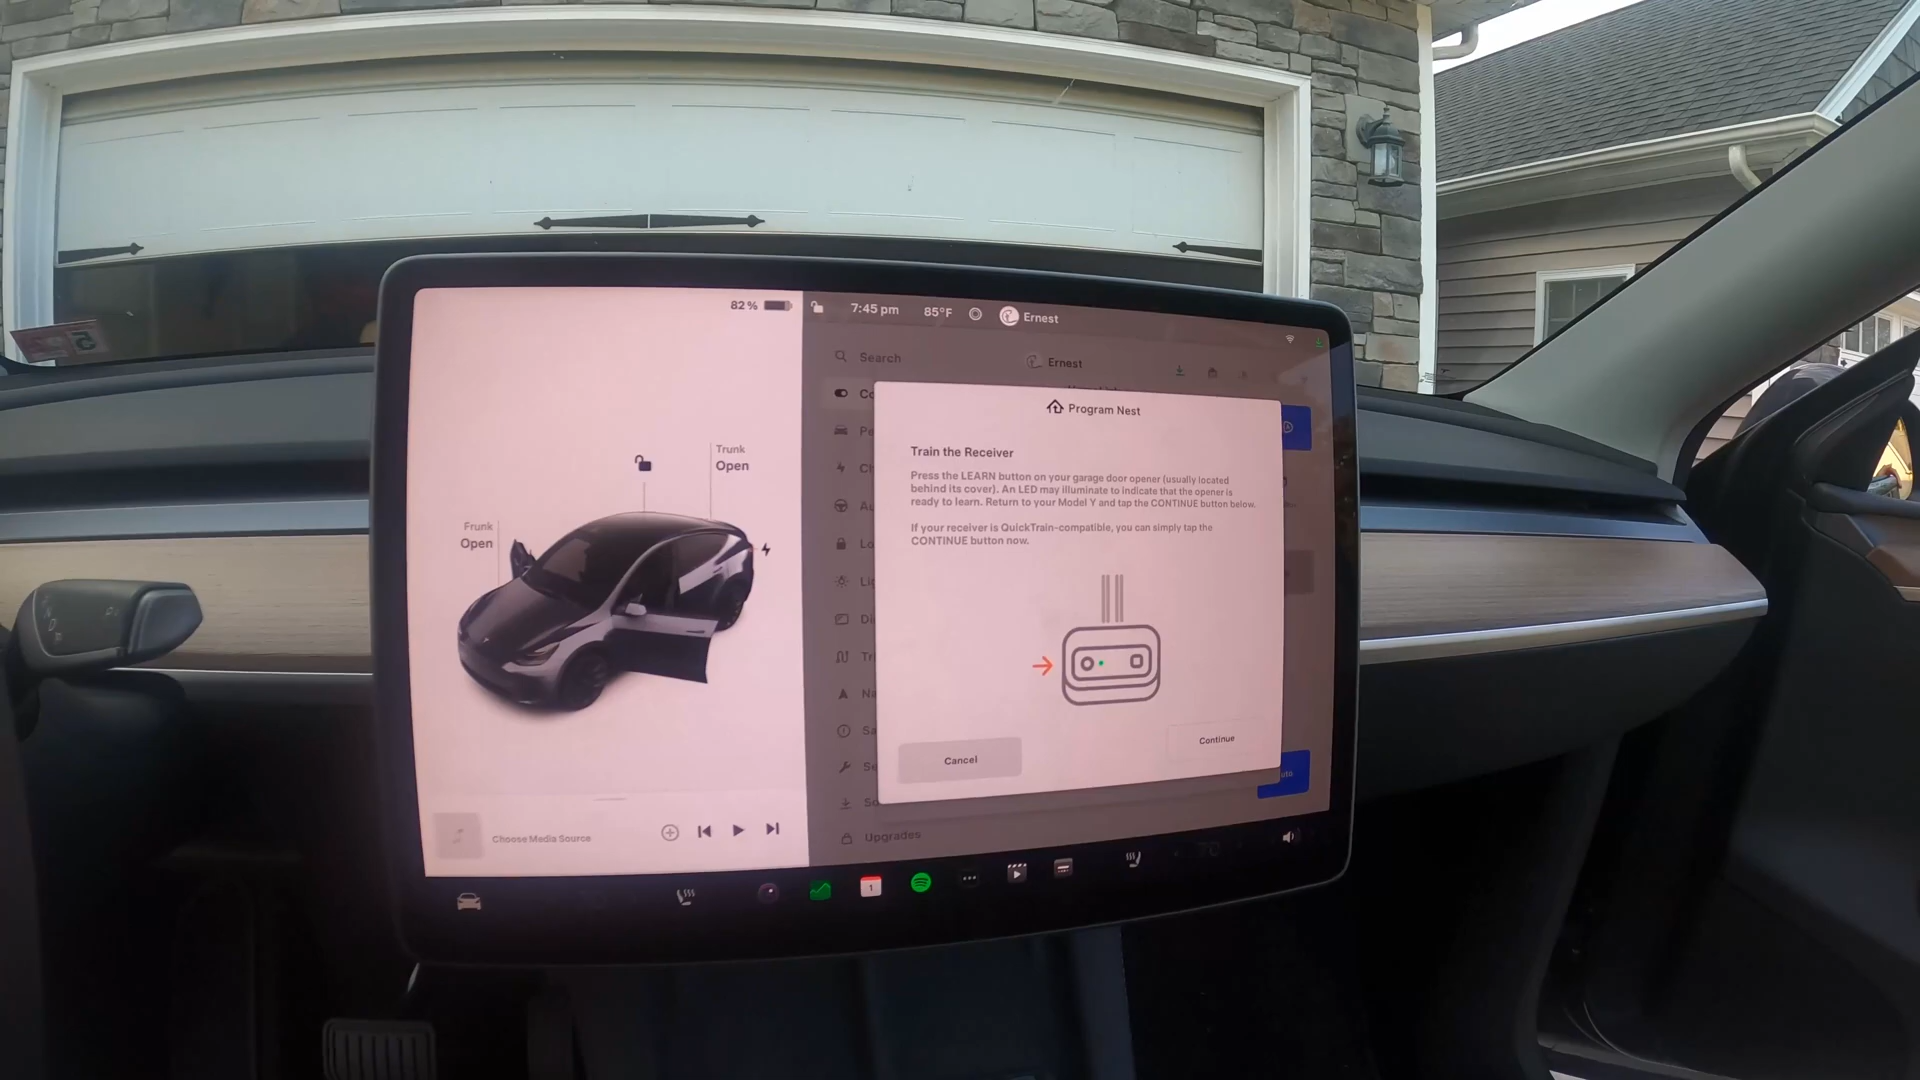 82 %
7:45 pm
85°F
Ernest
Trunk
Open
Frunk
Open
Choose Media Source
Search
Ernest
Upgrades
Program Nest
Train the Receiver
Press the LEARN button on your garage door opener (usually located
behind its cover). An LED may illuminate to indicate that the opener is
ready to learn. Return to your Model Y and tap the CONTINUE button below.
If your receiver is QuickTrain-compatible, you can simply tap the
CONTINUE button now.
Cancel
Continue
1